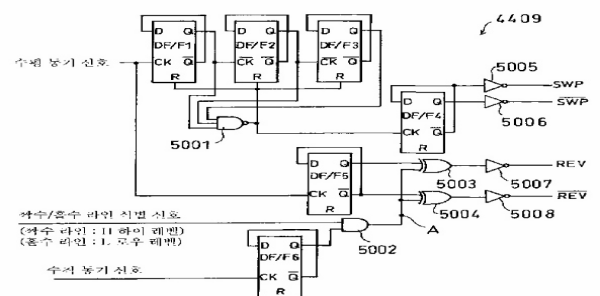 4409
D Q
DF/F1
CK Q̅
R
D Q
DF/F2
CK Q̅
R
D Q
DF/F3
CK Q̅
R
수평 동기 신호
5001
D Q
DF/F4
CK Q̅
R
5005
SWP
S̅W̅P̅
5006
D Q
DF/F5
CK Q̅
R
5003
5007
REV
R̅E̅V̅
5004
5008
A
짝수/홀수 라인 식별 신호
(짝수 라인 : H 하이 레벨)
(홀수 라인 : L 로우 레벨)
5002
D Q
DF/F6
CK Q̅
R
수직 동기 신호